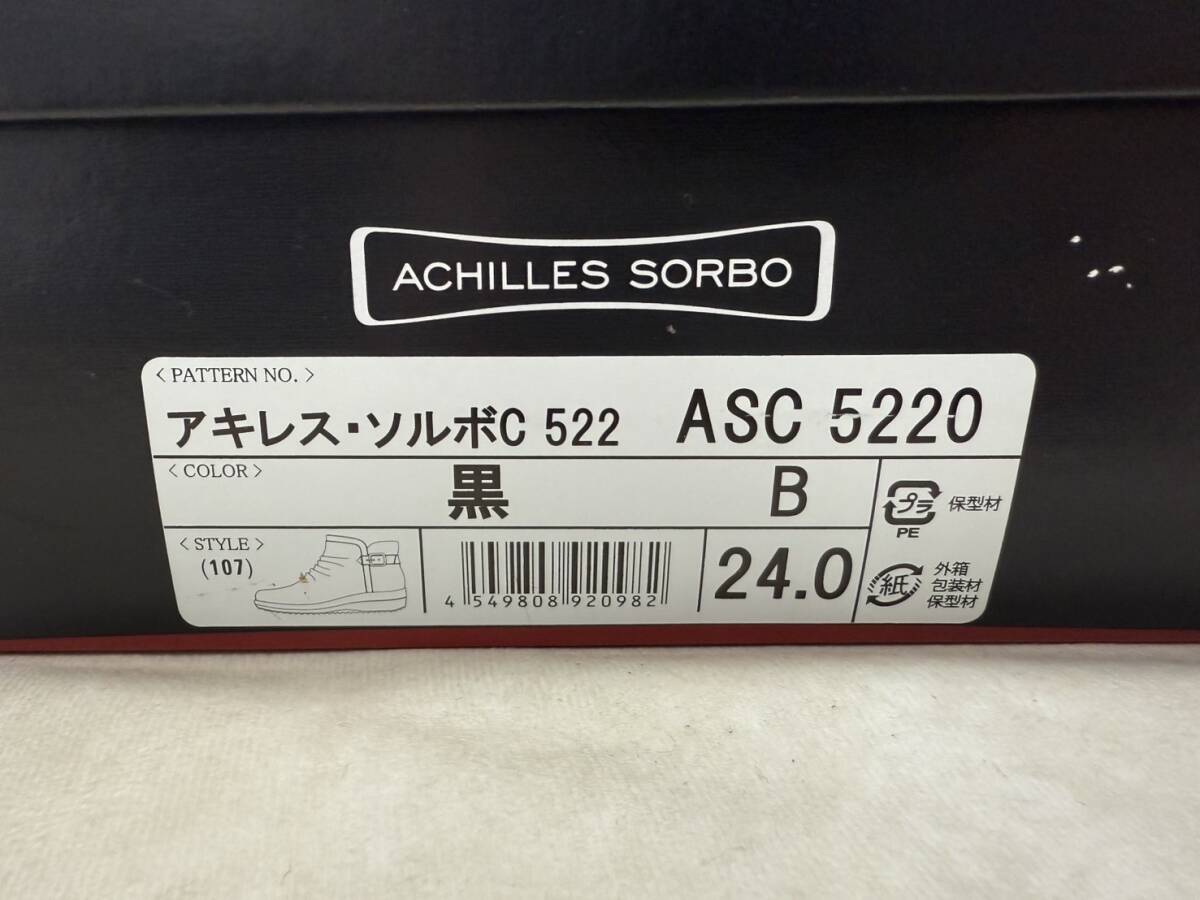 ACHILLES SORBO
〈 PATTERN NO. 〉
アキレス・ソルボC 522 ASC 5220
〈 COLOR 〉
黒 B
プラ 保型材
PE
〈 STYLE 〉
(107)
4 549808 920982
24.0
紙 外箱
包装材
保型材